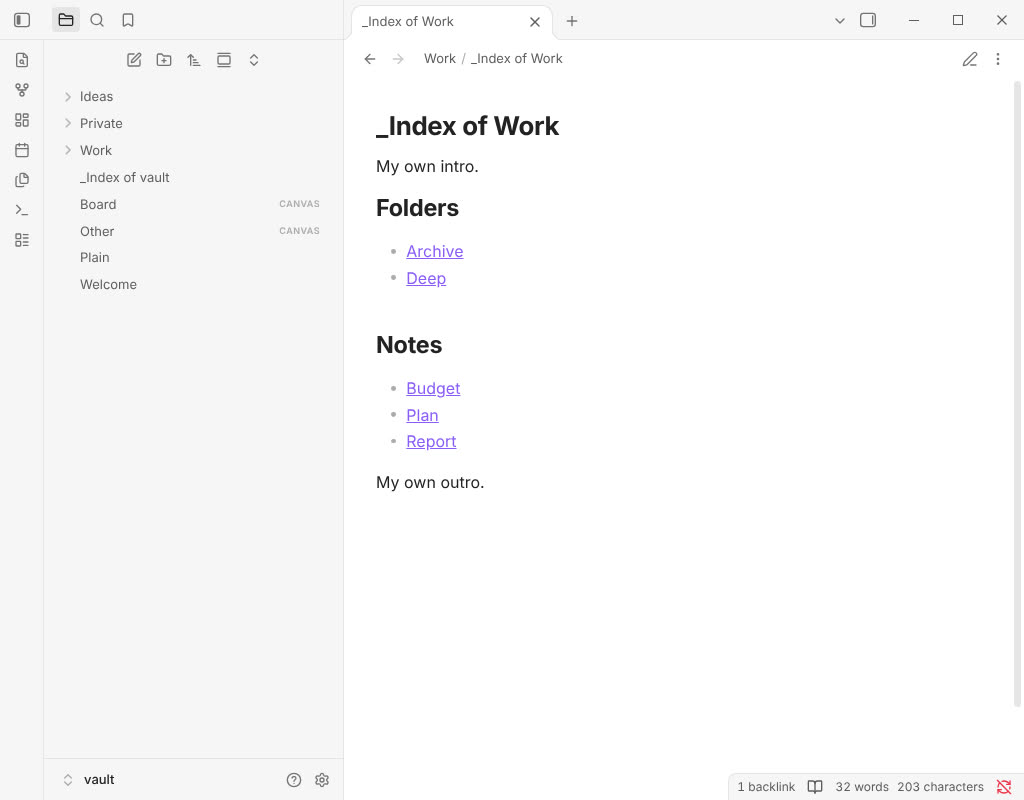 _Index of Work
Work / _Index of Work
Ideas
Private
Work
_Index of vault
Board CANVAS
Other CANVAS
Plain
Welcome
vault
_Index of Work
My own intro.
Folders
Archive
Deep
Notes
Budget
Plan
Report
My own outro.
1 backlink 32 words 203 characters